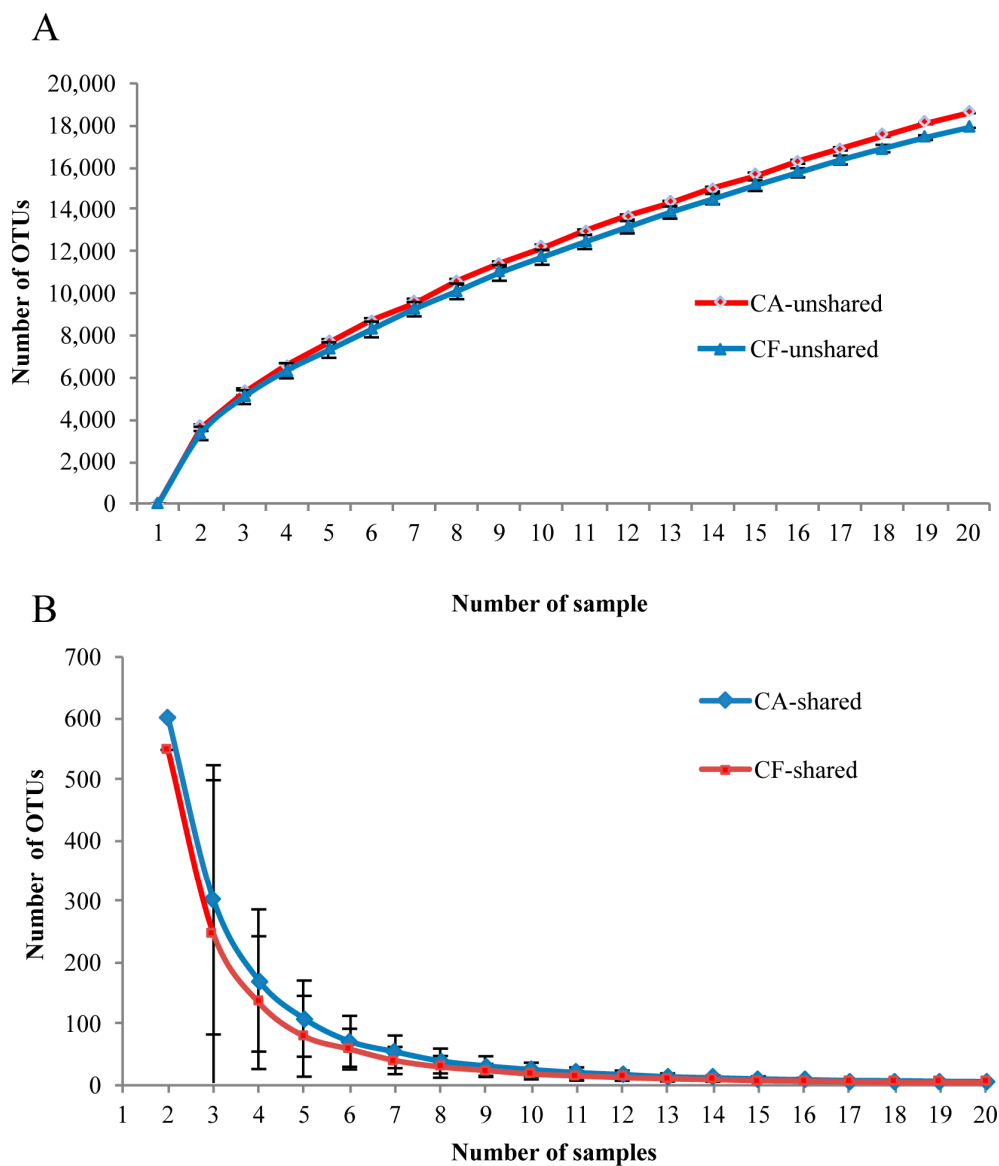 A
20,000
18,000
16,000
14,000
12,000
10,000
8,000
6,000
4,000
2,000
0
Number of OTUs
CA-unshared
CF-unshared
1 2 3 4 5 6 7 8 9 10 11 12 13 14 15 16 17 18 19 20
Number of sample
B
700
600
500
400
300
200
100
0
Number of OTUs
CA-shared
CF-shared
1 2 3 4 5 6 7 8 9 10 11 12 13 14 15 16 17 18 19 20
Number of samples